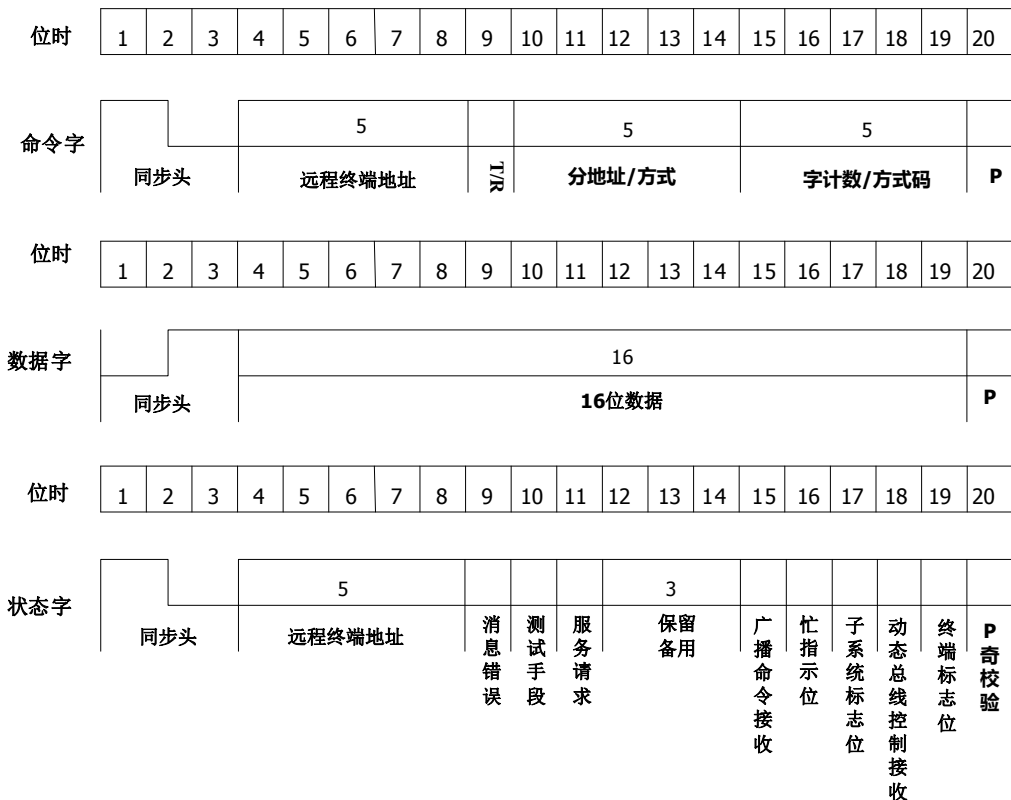 位时 1 2 3 4 5 6 7 8 9 10 11 12 13 14 15 16 17 18 19 20
命令字 5 5 5
同步头 远程终端地址 T/R 分地址/方式 字计数/方式码 P
位时 1 2 3 4 5 6 7 8 9 10 11 12 13 14 15 16 17 18 19 20
数据字 16
同步头 16位数据 P
位时 1 2 3 4 5 6 7 8 9 10 11 12 13 14 15 16 17 18 19 20
状态字 5 3
同步头 远程终端地址
消息错误
测试手段
服务请求
保留
备用
广播命令接收
忙指示位
子系统标志位
动态总线控制接收
终端标志位
P奇校验